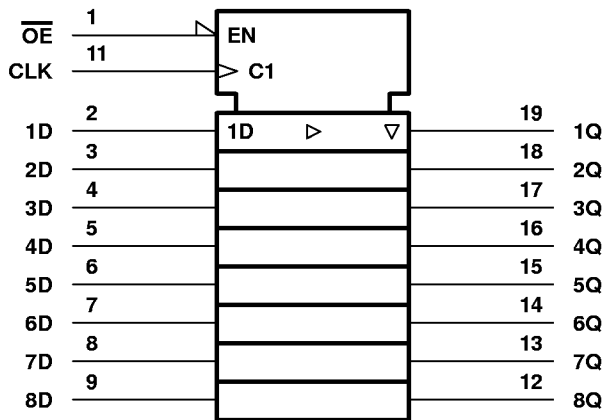 1
OE EN
11
CLK C1
2 19
1D 1D 1Q
3 18
2D 2Q
4 17
3D 3Q
5 16
4D 4Q
6 15
5D 5Q
7 14
6D 6Q
8 13
7D 7Q
9 12
8D 8Q